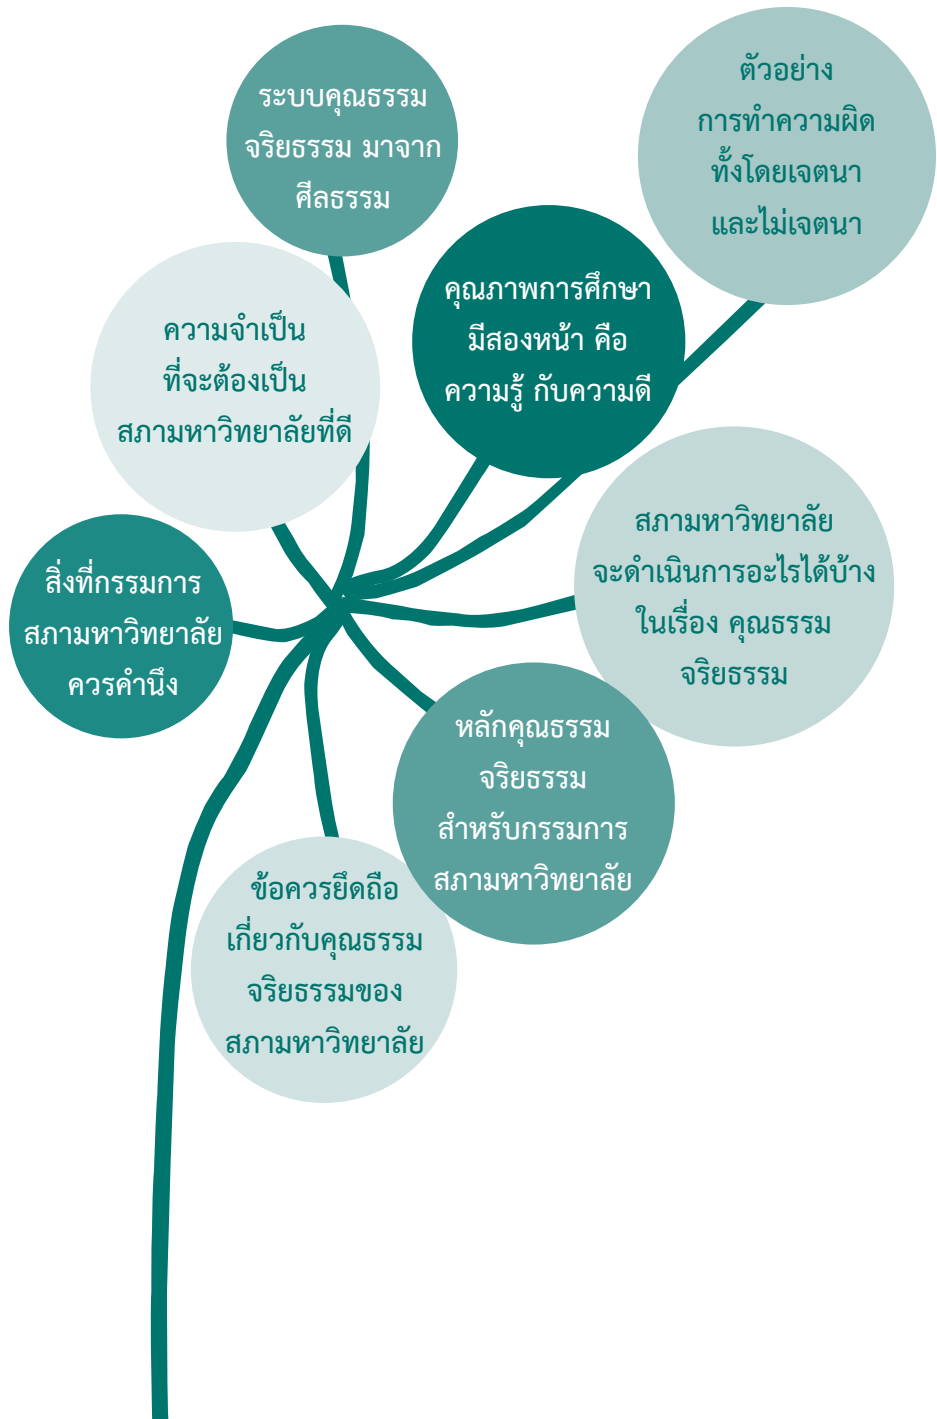 ระบบคุณธรรม
จริยธรรม มาจาก
ศีลธรรม
ตัวอย่าง
การทำความผิด
ทั้งโดยเจตนา
และไม่เจตนา
ความจำเป็น
ที่จะต้องเป็น
สภามหาวิทยาลัยที่ดี
คุณภาพการศึกษา
มีสองหน้า คือ
ความรู้ กับความดี
สิ่งที่กรรมการ
สภามหาวิทยาลัย
ควรคำนึง
สภามหาวิทยาลัย
จะดำเนินการอะไรได้บ้าง
ในเรื่อง คุณธรรม
จริยธรรม
หลักคุณธรรม
จริยธรรม
สำหรับกรรมการ
สภามหาวิทยาลัย
ข้อควรยึดถือ
เกี่ยวกับคุณธรรม
จริยธรรมของ
สภามหาวิทยาลัย